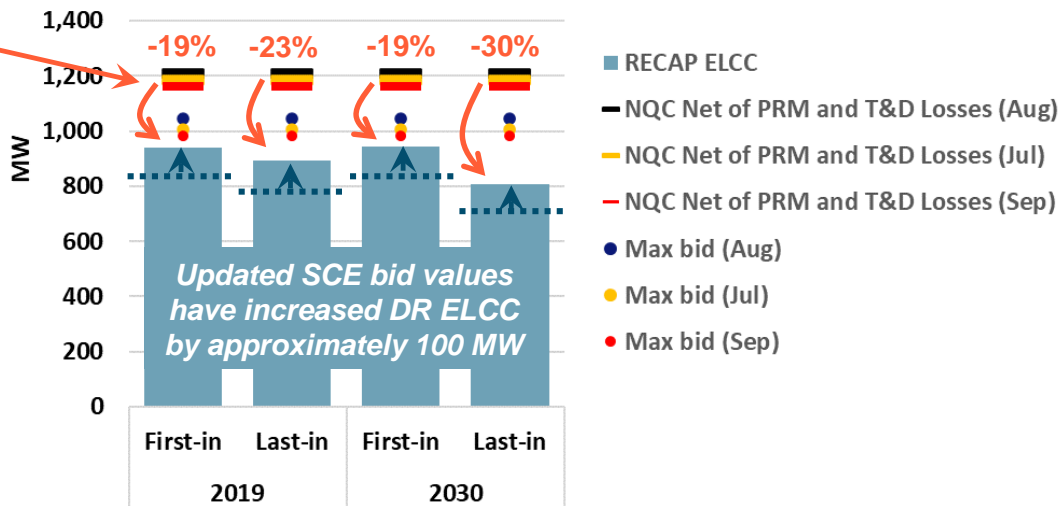 1,400
1,200
1,000
800
600
400
200
0
MW
-19%
-23%
-19%
-30%
Updated SCE bid values
have increased DR ELCC
by approximately 100 MW
First-in
Last-in
First-in
Last-in
2019
2030
RECAP ELCC
NQC Net of PRM and T&D Losses (Aug)
NQC Net of PRM and T&D Losses (Jul)
NQC Net of PRM and T&D Losses (Sep)
Max bid (Aug)
Max bid (Jul)
Max bid (Sep)